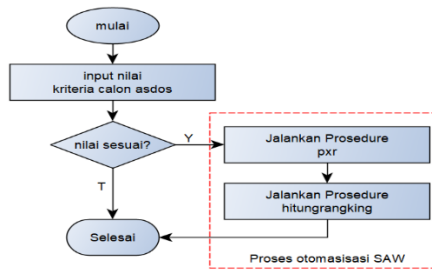 mulai
input nilai
kriteria calon asdos
nilai sesuai?
Y
Jalankan Prosedure
pxr
T
Jalankan Prosedure
hitungrangking
Selesai
Proses otomasisasi SAW